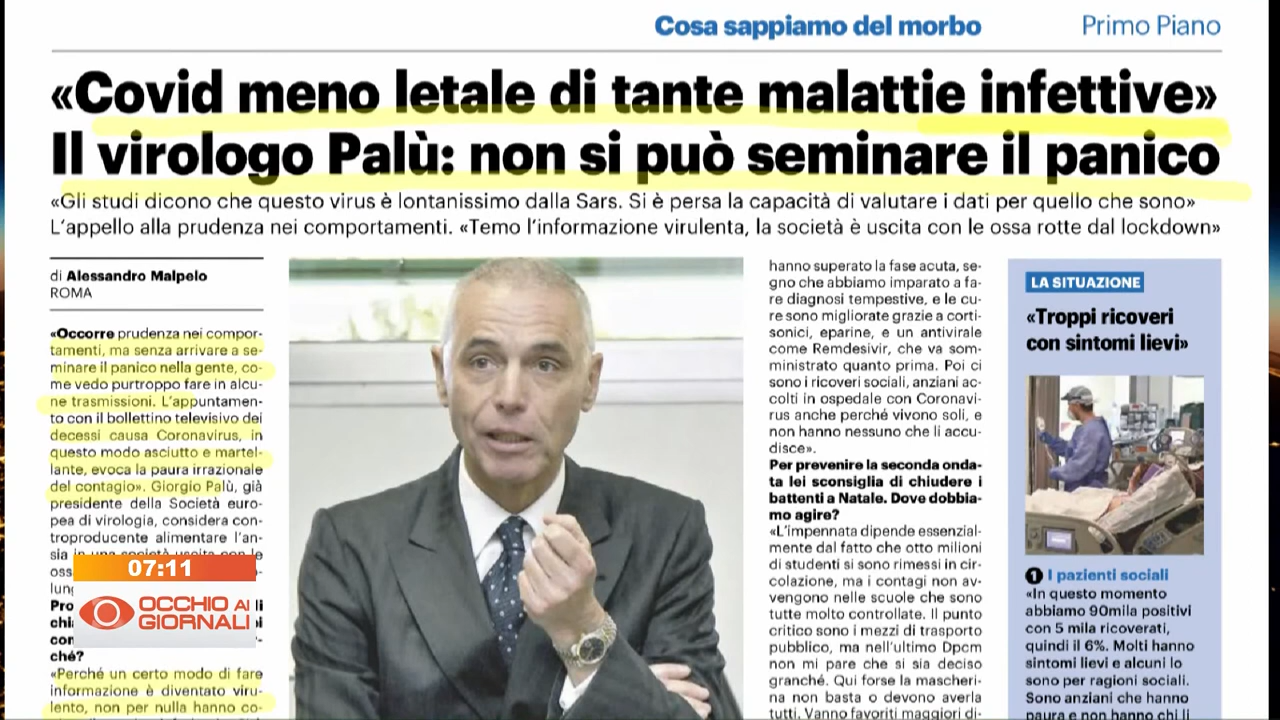 Cosa sappiamo del morbo
Primo Piano
«Covid meno letale di tante malattie infettive»
Il virologo Palù: non si può seminare il panico
«Gli studi dicono che questo virus è lontanissimo dalla Sars. Si è persa la capacità di valutare i dati per quello che sono»
L'appello alla prudenza nei comportamenti. «Temo l'informazione virulenta, la società è uscita con le ossa rotte dal lockdown»
di Alessandro Malpelo
ROMA
«Occorre prudenza nei compor-
tamenti, ma senza arrivare a se-
minare il panico nella gente, co-
me vedo purtroppo fare in alcu-
ne trasmissioni. L'appuntamen-
to con il bollettino televisivo dei
decessi causa Coronavirus, in
questo modo asciutto e martel-
lante, evoca la paura irrazionale
del contagio». Giorgio Palù, già
presidente della Società euro-
pea di virologia, considera con-
troproducente alimentare l'an-
sia in una società uscita con le
07:11
OCCHIO AI
GIORNALI
ché?
«Perché un certo modo di fare
informazione è diventato viru-
lento, non per nulla hanno co-
hanno superato la fase acuta, se-
gno che abbiamo imparato a fa-
re diagnosi tempestive, e le cu-
re sono migliorate grazie a corti-
sonici, eparine, e un antivirale
come Remdesivir, che va som-
ministrato quanto prima. Poi ci
sono i ricoveri sociali, anziani ac-
colti in ospedale con Coronavi-
rus anche perché vivono soli, e
non hanno nessuno che li accu-
disce».
Per prevenire la seconda onda-
ta lei sconsiglia di chiudere i
battenti a Natale. Dove dobbia-
mo agire?
«L'impennata dipende essenzial-
mente dal fatto che otto milioni
di studenti si sono rimessi in cir-
colazione, ma i contagi non av-
vengono nelle scuole che sono
tutte molto controllate. Il punto
critico sono i mezzi di trasporto
pubblico, ma nell'ultimo Dpcm
non mi pare che si sia deciso
granché. Qui forse la mascheri-
na non basta o devono averla
tutti. Vanno favoriti maggiori di-
LA SITUAZIONE
«Troppi ricoveri
con sintomi lievi»
1 I pazienti sociali
«In questo momento
abbiamo 90mila positivi
con 5 mila ricoverati,
quindi il 6%. Molti hanno
sintomi lievi e alcuni lo
sono per ragioni sociali.
Sono anziani che hanno
paura e non hanno chi li